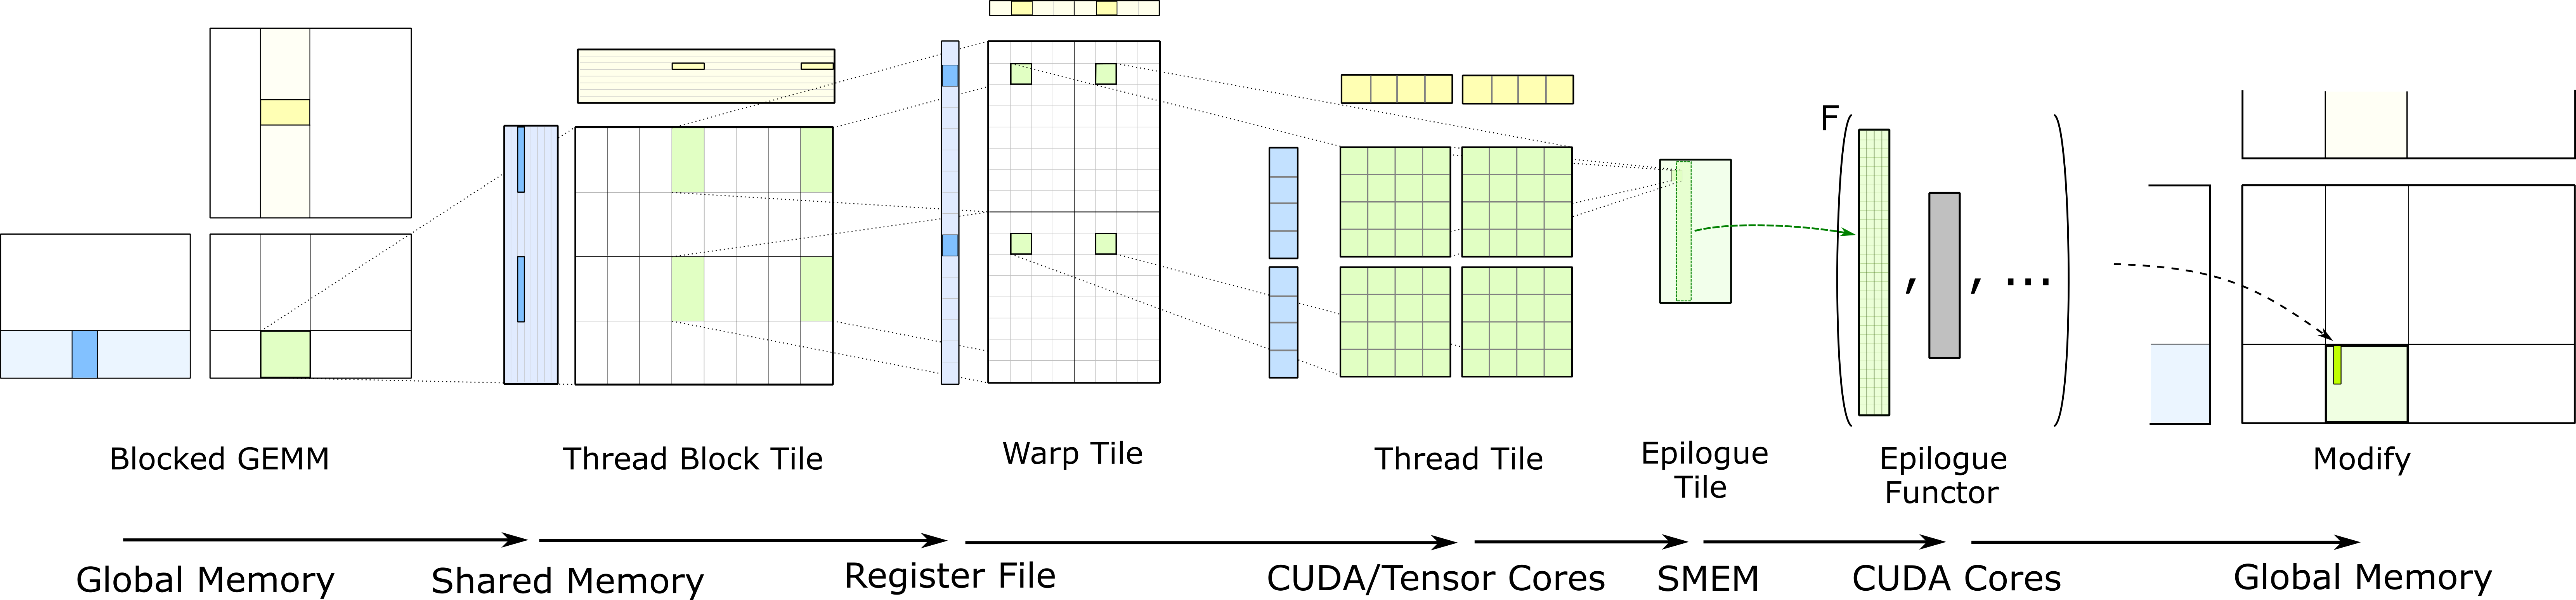 F
, , ...
Blocked GEMM
Thread Block Tile
Warp Tile
Thread Tile
Epilogue
Tile
Epilogue
Functor
Modify
Global Memory
Shared Memory
Register File
CUDA/Tensor Cores
SMEM
CUDA Cores
Global Memory